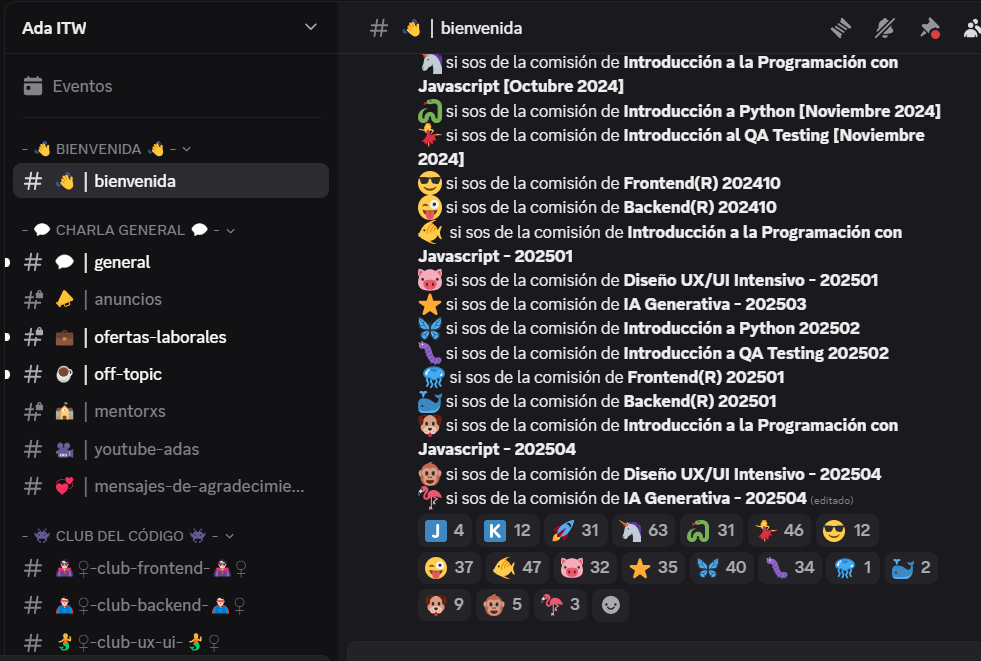 Ada ITW
Eventos
- 👋 BIENVENIDA 👋 -
# 👋 | bienvenida
- 💬 CHARLA GENERAL 💬 -
# 💬 | general
# 📣 | anuncios
# 💼 | ofertas-laborales
# ☕ | off-topic
# 🏫 | mentorxs
# 🎥 | youtube-adas
# 💞 | mensajes-de-agradecimie...
- 👾 CLUB DEL CÓDIGO 👾 -
# 🧛🏻‍♀️♀-club-frontend-🧛🏻‍♀️♀
# 🦸🏻♀-club-backend-🦸🏻♀
# 🧜♀-club-ux-ui-🧜♀
# 👋 | bienvenida
🦄 si sos de la comisión de Introducción a la Programación con
Javascript [Octubre 2024]
🐍 si sos de la comisión de Introducción a Python [Noviembre 2024]
💃 si sos de la comisión de Introducción al QA Testing [Noviembre
2024]
😎 si sos de la comisión de Frontend(R) 202410
😜 si sos de la comisión de Backend(R) 202410
🐠 si sos de la comisión de Introducción a la Programación con
Javascript - 202501
🐷 si sos de la comisión de Diseño UX/UI Intensivo - 202501
⭐ si sos de la comisión de IA Generativa - 202503
🦋 si sos de la comisión de Introducción a Python 202502
🐛 si sos de la comisión de Introducción a QA Testing 202502
🪼 si sos de la comisión de Frontend(R) 202501
🐳 si sos de la comisión de Backend(R) 202501
🐶 si sos de la comisión de Introducción a la Programación con
Javascript - 202504
🐵 si sos de la comisión de Diseño UX/UI Intensivo - 202504
🦩 si sos de la comisión de IA Generativa - 202504 (editado)
J 4 K 12 🚀 31 🦄 63 🐍 31 💃 46 😎 12
😜 37 🐠 47 🐷 32 ⭐ 35 🦋 40 🐛 34 🪼 1 🐳 2
🐶 9 🐵 5 🦩 3